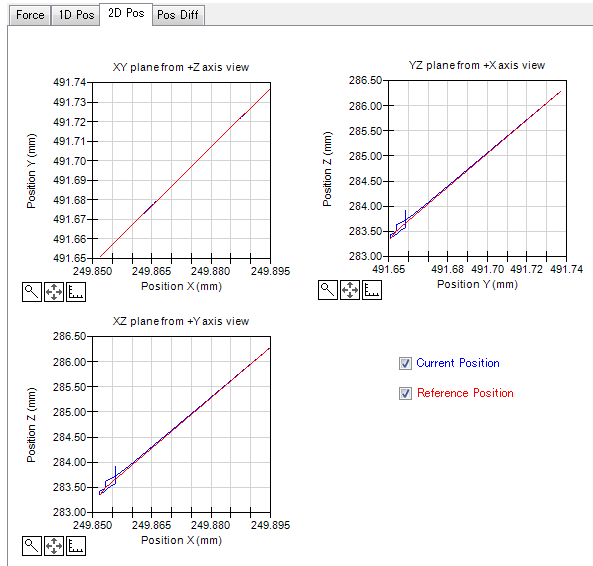 Force 1D Pos 2D Pos Pos Diff
XY plane from +Z axis view
491.74
491.73
491.72
491.71
491.70
491.69
491.68
491.67
491.66
491.65
Position Y (mm)
249.850 249.865 249.880 249.895
Position X (mm)
YZ plane from +X axis view
286.50
286.00
285.50
285.00
284.50
284.00
283.50
283.00
Position Z (mm)
491.65 491.68 491.70 491.72 491.74
Position Y (mm)
XZ plane from +Y axis view
286.50
286.00
285.50
285.00
284.50
284.00
283.50
283.00
Position Z (mm)
249.850 249.865 249.880 249.895
Position X (mm)
Current Position
Reference Position